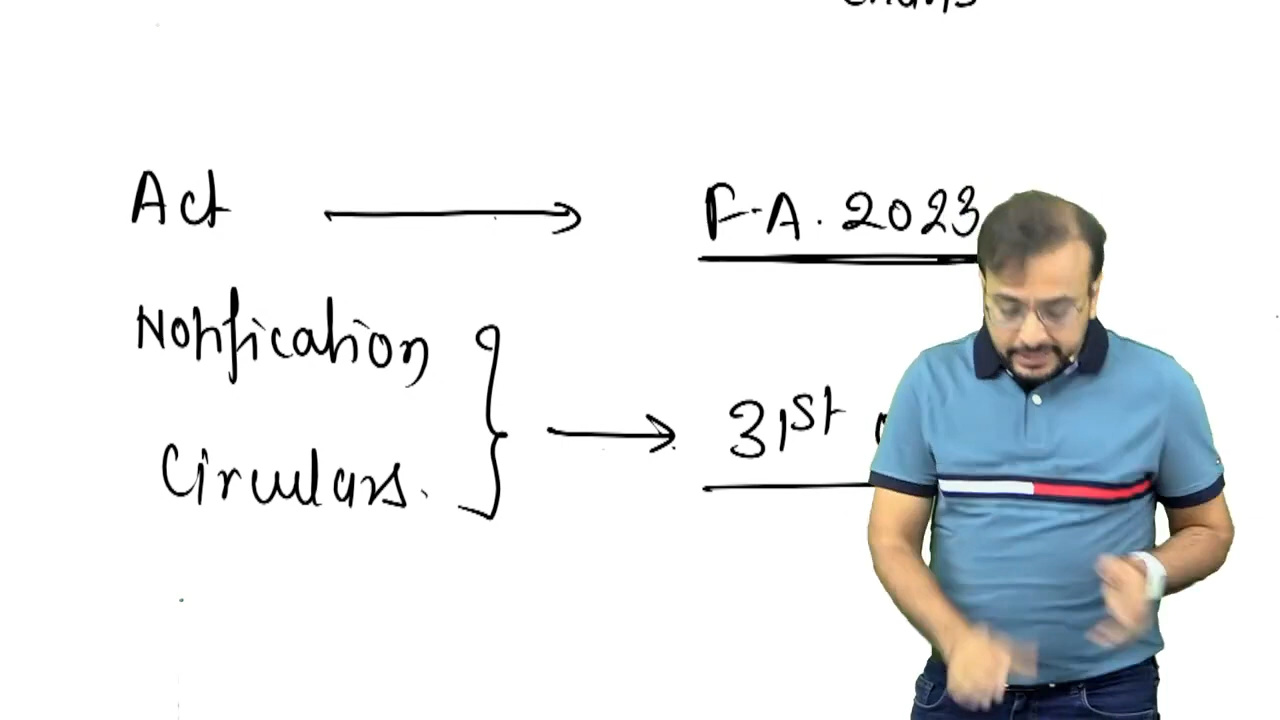 Act → F.A. 2023
Notification
Circulars.
31st